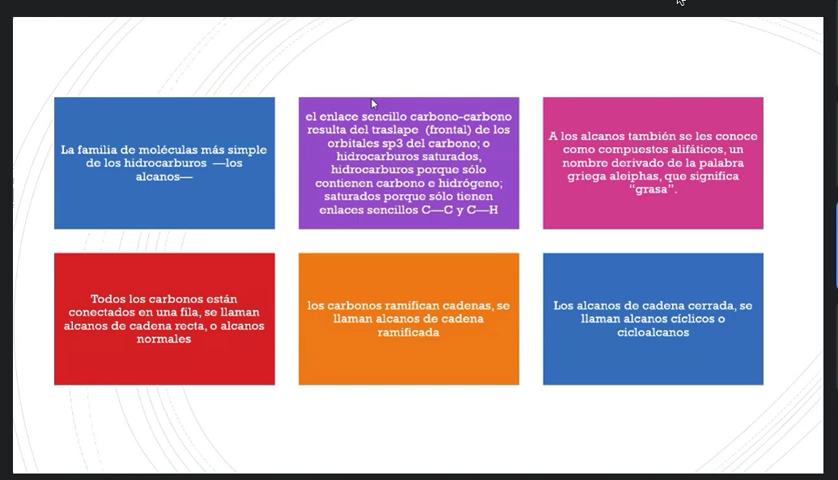 La familia de moléculas más simple
de los hidrocarburos —los
alcanos—
el enlace sencillo carbono-carbono
resulta del traslape (frontal) de los
orbitales sp3 del carbono; o
hidrocarburos saturados,
hidrocarburos porque sólo
contienen carbono e hidrógeno;
saturados porque sólo tienen
enlaces sencillos C—C y C—H
A los alcanos también se les conoce
como compuestos alifáticos, un
nombre derivado de la palabra
griega aleiphas, que significa
“grasa”.
Todos los carbonos están
conectados en una fila, se llaman
alcanos de cadena recta, o alcanos
normales
los carbonos ramifican cadenas, se
llaman alcanos de cadena
ramificada
Los alcanos de cadena cerrada, se
llaman alcanos cíclicos o
cicloalcanos